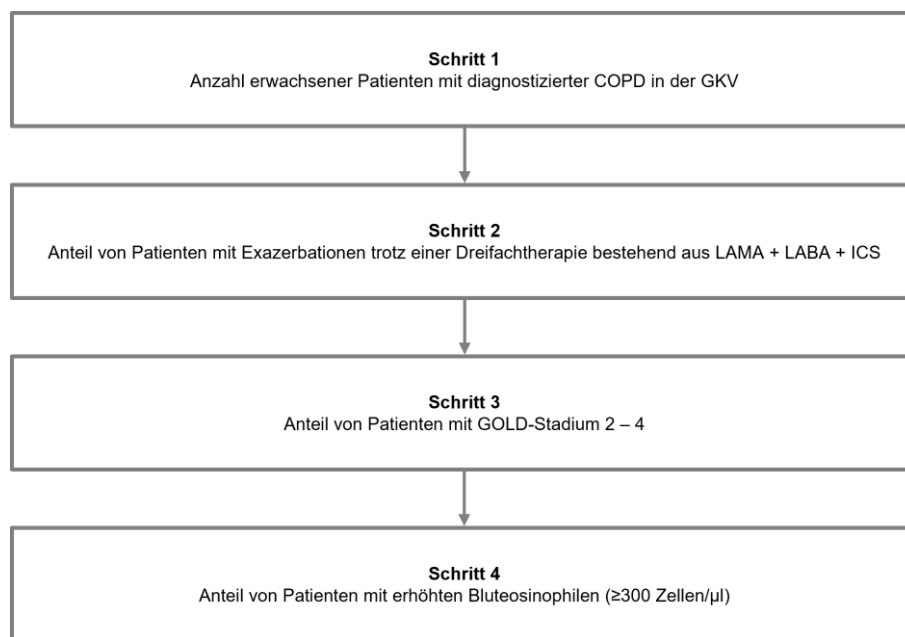 Schritt 1
Anzahl erwachsener Patienten mit diagnostizierter COPD in der GKV
Schritt 2
Anteil von Patienten mit Exazerbationen trotz einer Dreifachtherapie bestehend aus LAMA + LABA + ICS
Schritt 3
Anteil von Patienten mit GOLD-Stadium 2 – 4
Schritt 4
Anteil von Patienten mit erhöhten Bluteosinophilen (≥300 Zellen/µl)